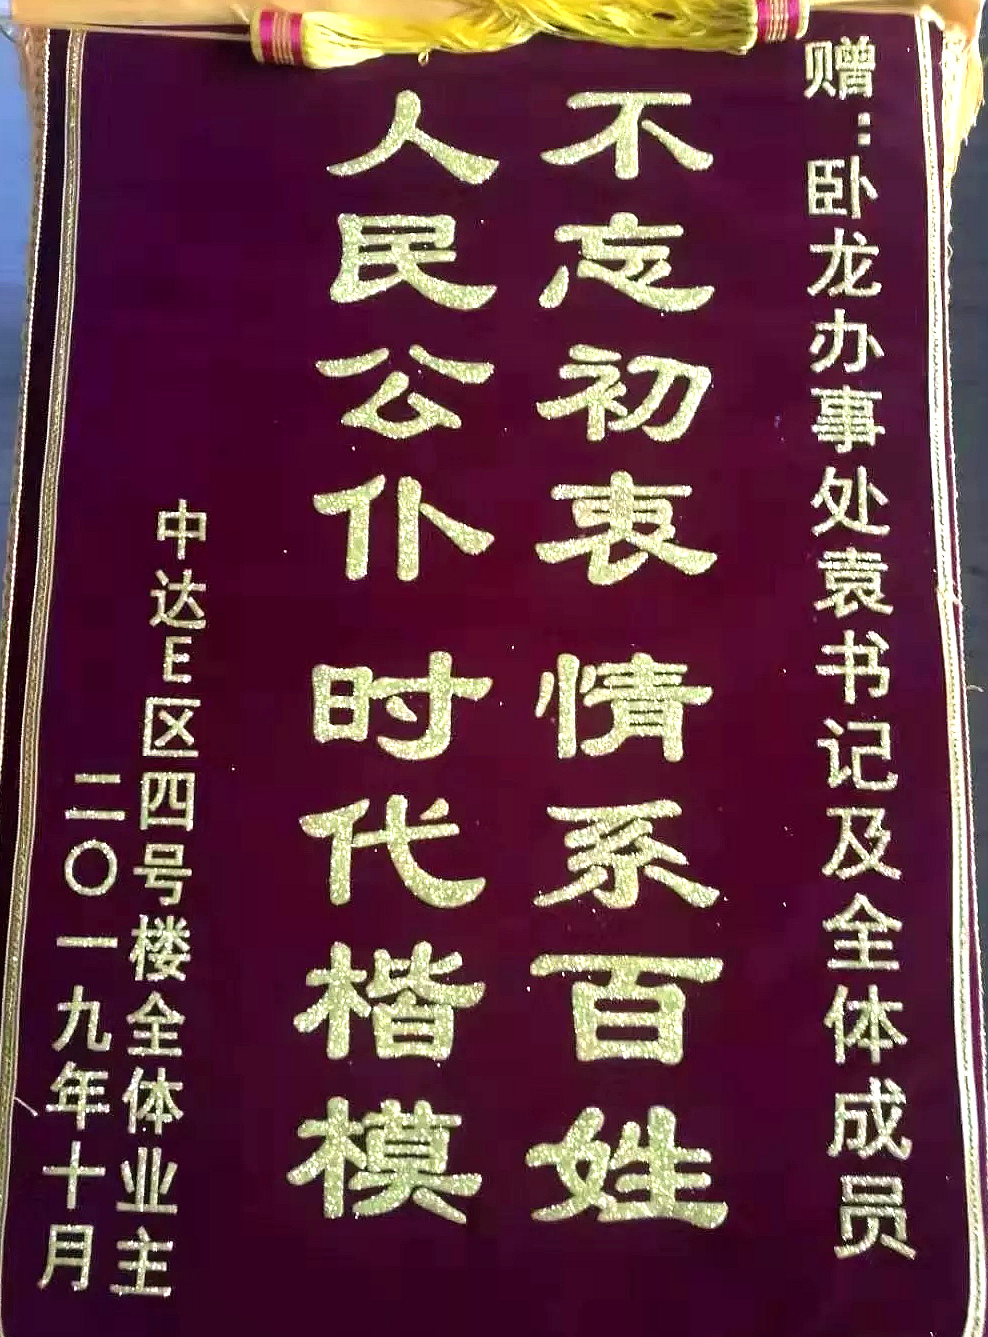 赠：卧龙办事处袁书记及全体成员
不忘初衷 情系百姓
人民公仆 时代楷模
中达E区四号楼全体业主
二〇一九年十月